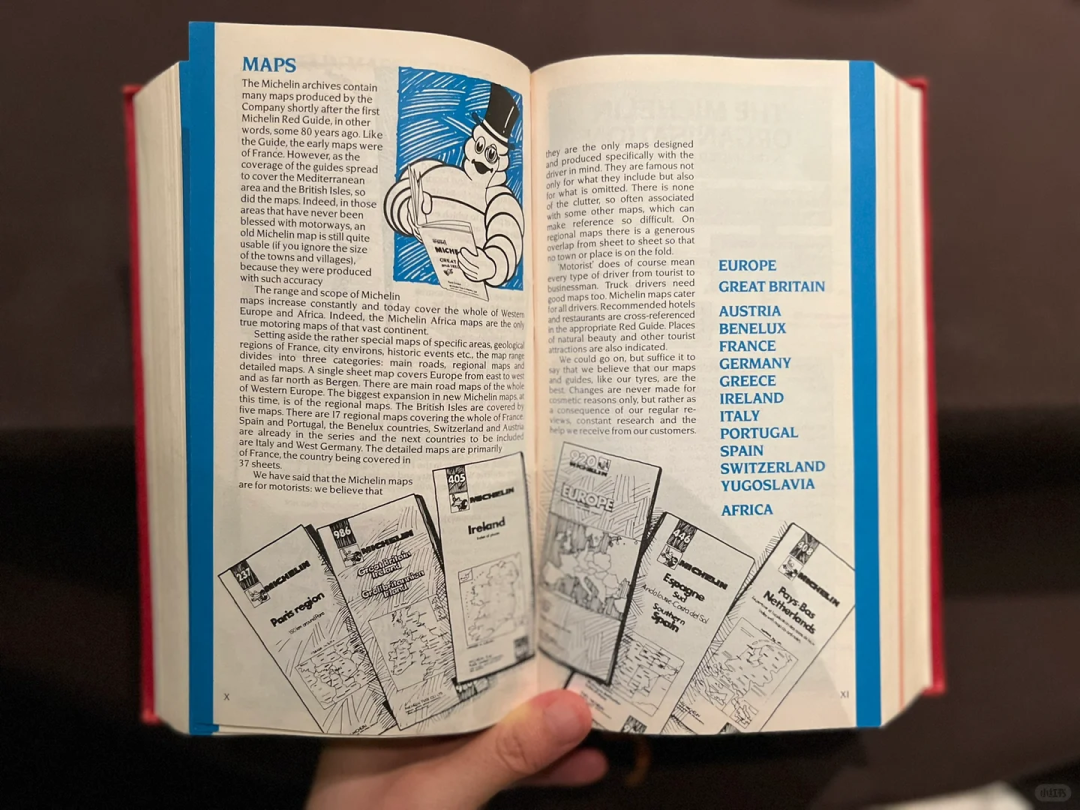 MAPS
The Michelin archives contain
many maps produced by the
Company shortly after the first
Michelin Red Guide, in other
words, some 80 years ago. Like
the Guide, the early maps were
of France. However, as the
coverage of the guides spread
to cover the Mediterranean
area and the British Isles, so
did the maps. Indeed, in those
areas that have never been
blessed with motorways, an
old Michelin map is still quite
usable (if you ignore the size
of the towns and villages),
because they were produced
with such accuracy
The range and scope of Michelin
maps increase constantly and today cover the whole of Western
Europe and Africa. Indeed, the Michelin Africa maps are the only
true motoring maps of that vast continent.
Setting aside the rather special maps of specific areas, geological
regions of France, city environs, historic events etc., the map range
divides into three categories: main roads, regional maps and
detailed maps. A single sheet map covers Europe from east to west
and as far north as Bergen. There are main road maps of the whole
of Western Europe. The biggest expansion in new Michelin maps, at
this time, is of the regional maps. The British Isles are covered by
five maps. There are 17 regional maps covering the whole of France.
Spain and Portugal, the Benelux countries, Switzerland and Austria
are already in the series and the next countries to be included
are Italy and West Germany. The detailed maps are primarily
of France, the country being covered in
37 sheets.
We have said that the Michelin maps
are for motorists: we believe that
237
MICHELIN
Paris region
986
MICHELIN
Great Britain
Ireland
405
MICHELIN
Ireland
X
they are the only maps designed
and produced specifically with the
driver in mind. They are famous not
only for what they include but also
for what is omitted. There is none
of the clutter, so often associated
with some other maps, which can
make reference so difficult. On
regional maps there is a generous
overlap from sheet to sheet so that
no town or place is on the fold.
'Motorist' does of course mean
every type of driver from tourist to
businessman. Truck drivers need
good maps too. Michelin maps cater
for all drivers. Recommended hotels
and restaurants are cross-referenced
in the appropriate Red Guide. Places
of natural beauty and other tourist
attractions are also indicated.
We could go on, but suffice it to
say that we believe that our maps
and guides, like our tyres, are the
best. Changes are never made for
cosmetic reasons only, but rather as
a consequence of our regular re-
views, constant research and the
help we receive from our customers.
EUROPE
GREAT BRITAIN
AUSTRIA
BENELUX
FRANCE
GERMANY
GREECE
IRELAND
ITALY
PORTUGAL
SPAIN
SWITZERLAND
YUGOSLAVIA
AFRICA
920
MICHELIN
EUROPE
446
MICHELIN
Espagne
Sud
Andalucia Costa del Sol
Southern
Spain
MICHELIN
Pays-Bas
Netherlands
XI
小红书